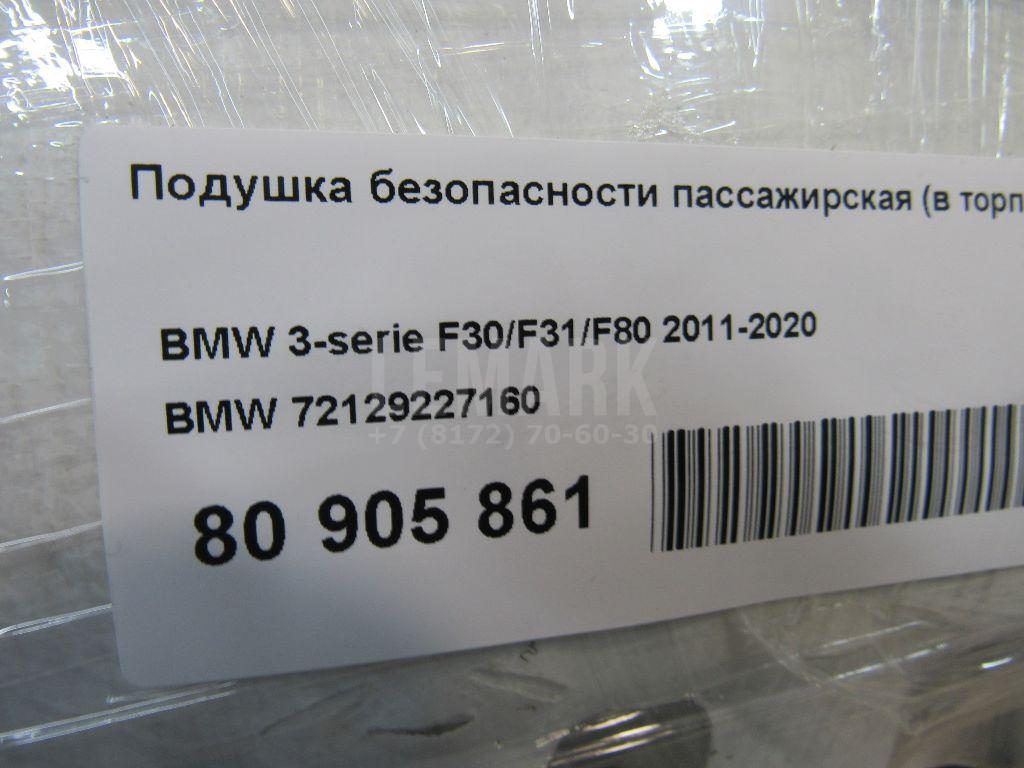 Подушка безопасности пассажирская (в торп
BMW 3-serie F30/F31/F80 2011-2020
LEMARK
BMW 72129227160
+7 (8172) 70-60-30
80 905 861